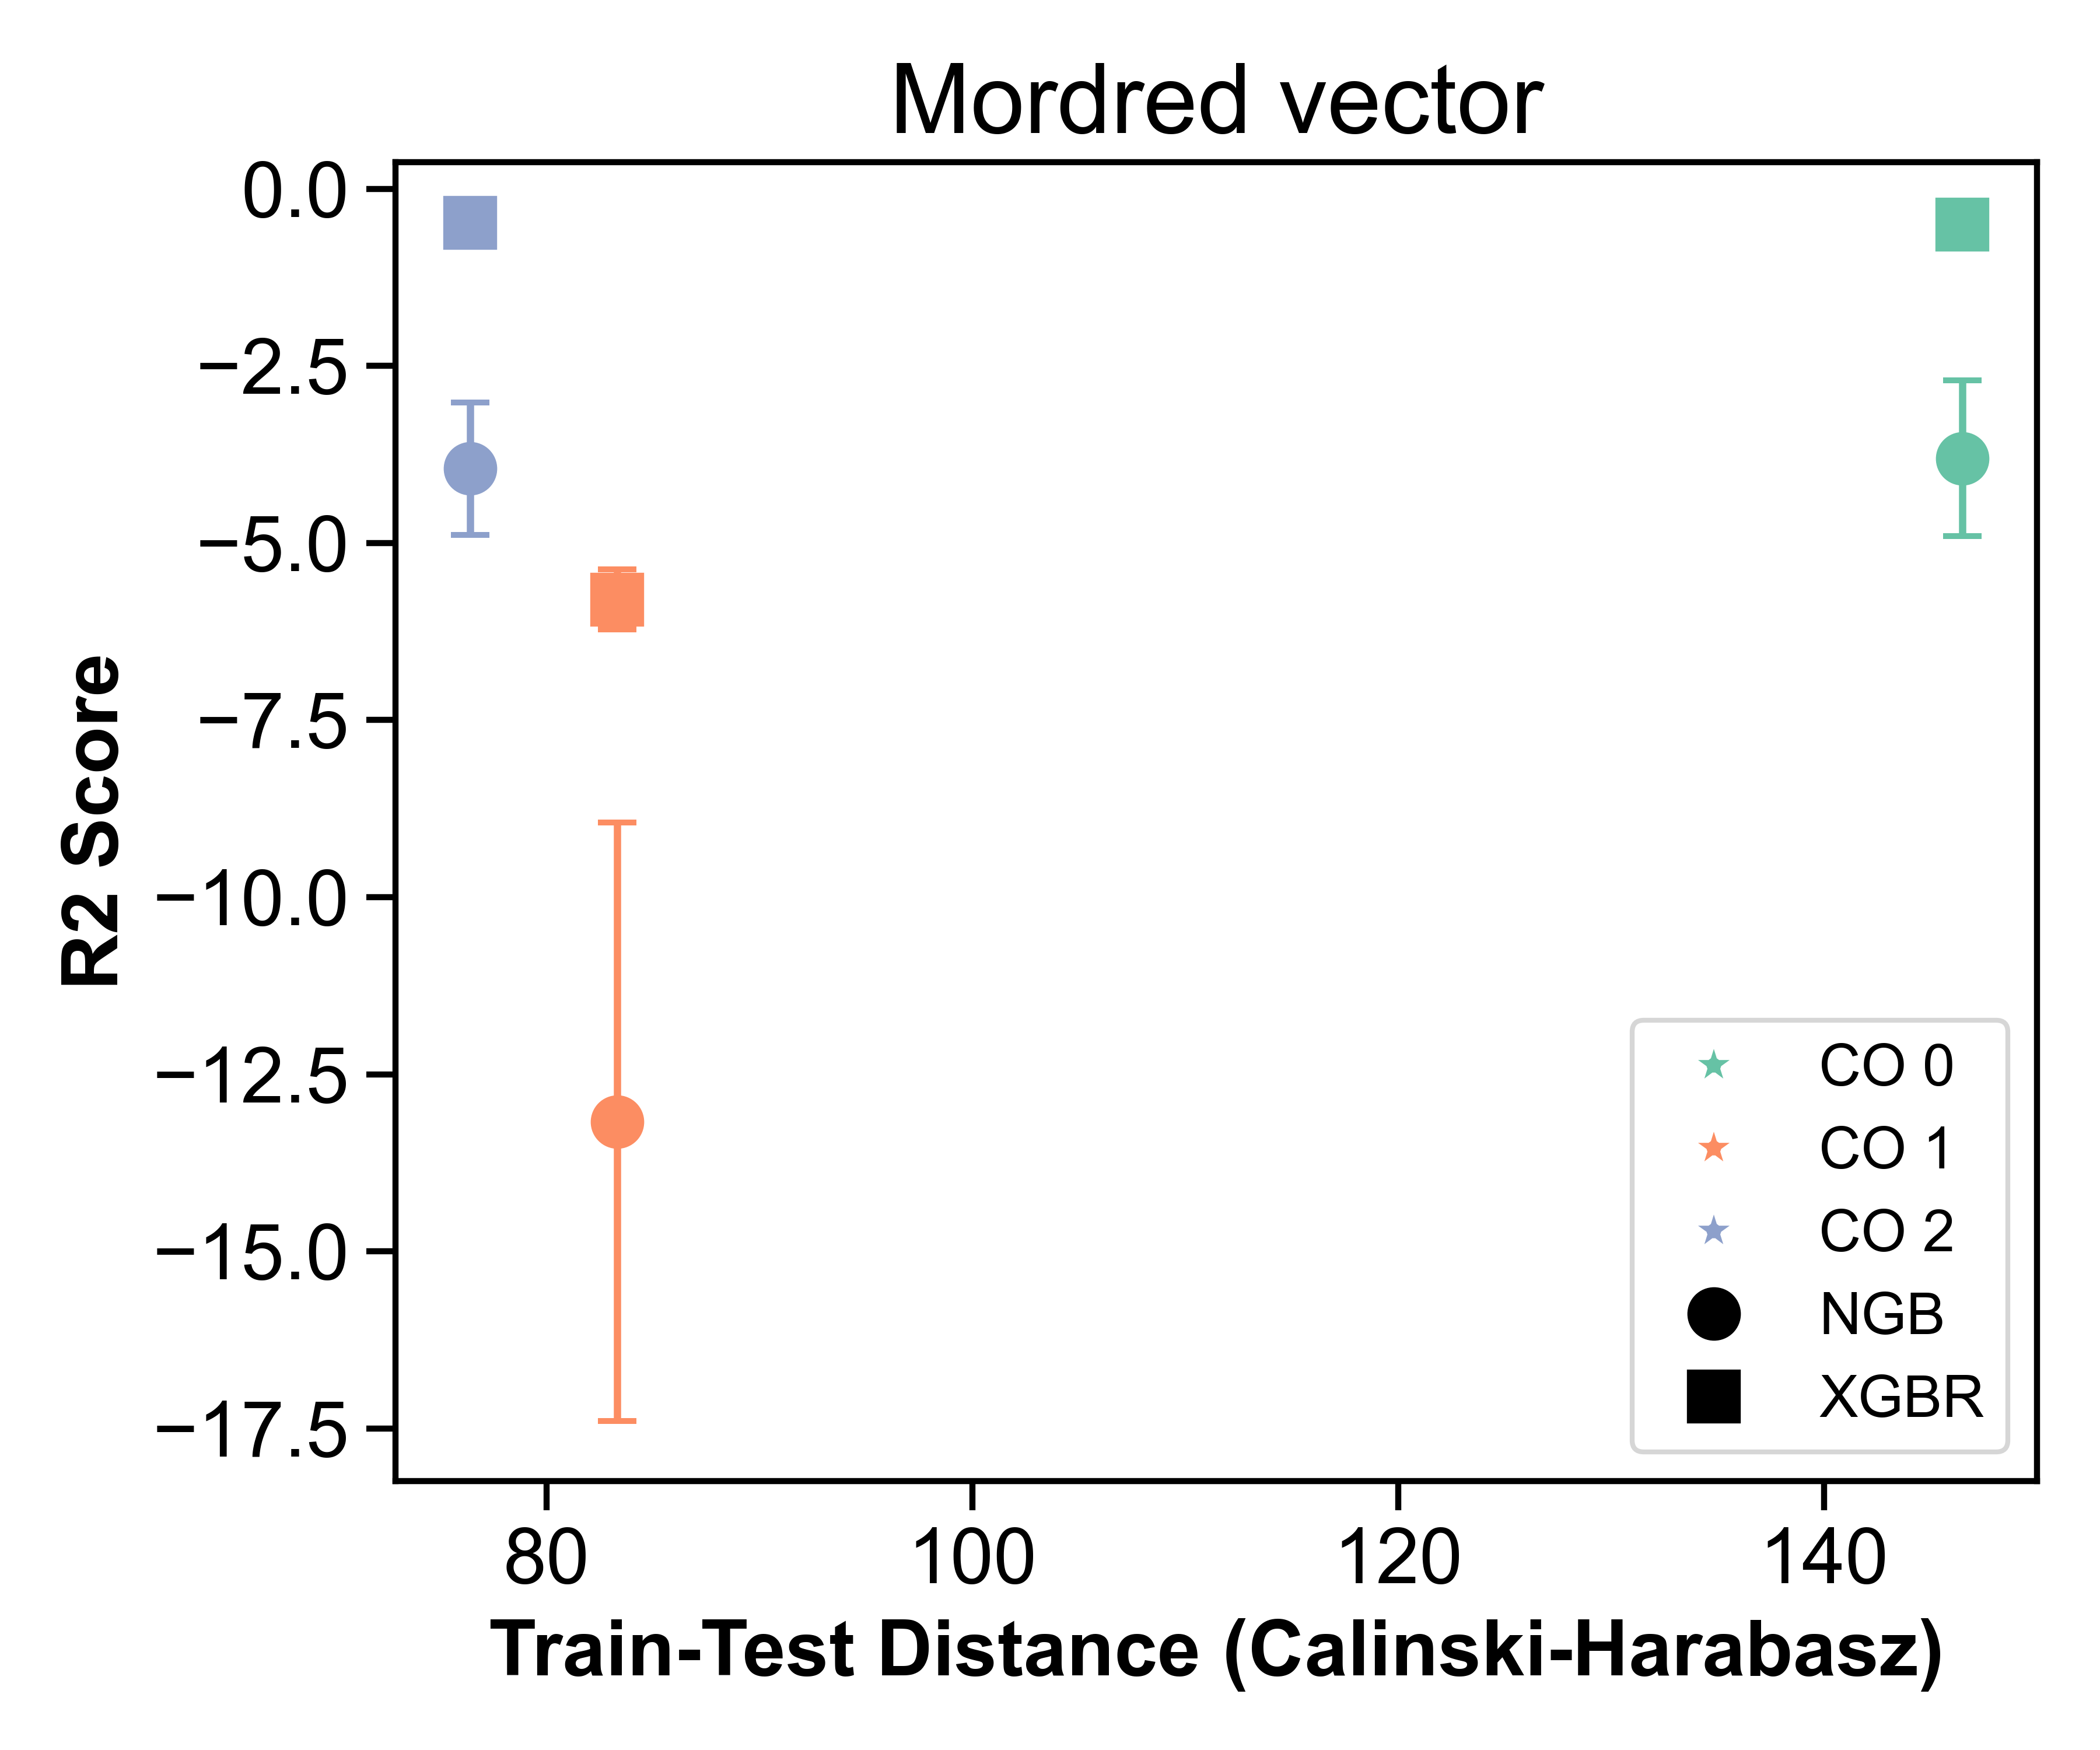 Mordred vector
0.0
−2.5
−5.0
−7.5
−10.0
−12.5
−15.0
−17.5
R2 Score
CO 0
CO 1
CO 2
NGB
XGBR
80 100 120 140
Train-Test Distance (Calinski-Harabasz)